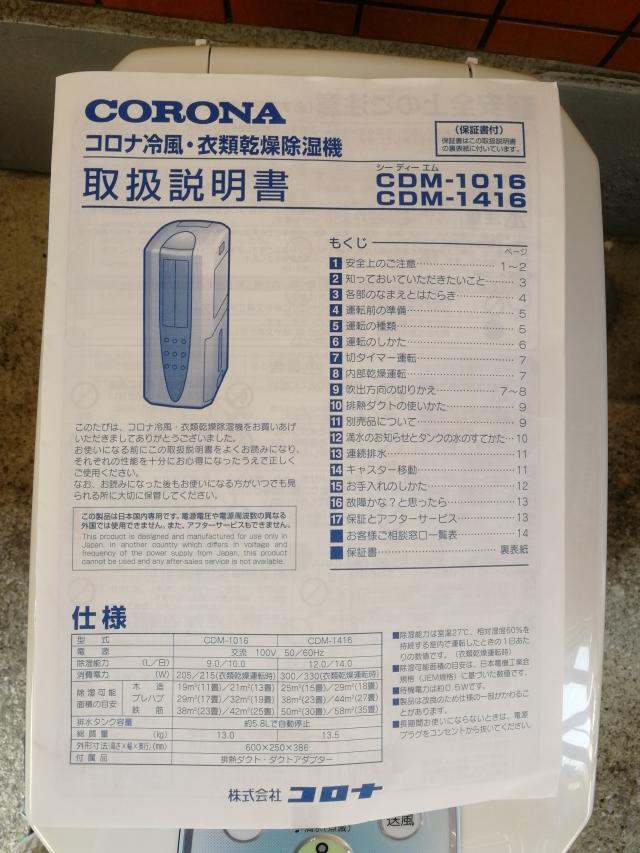 CORONA
コロナ冷風・衣類乾燥除湿機
取扱説明書
(保証書付)
保証書はこの取扱説明書
の裏表紙に付いています。
シー ディー エム
CDM-1016
CDM-1416
もくじ
ページ
1 安全上のご注意 1〜2
2 知っておいていただきたいこと 3
3 各部のなまえとはたらき 4
4 運転前の準備 5
5 運転の種類 5
6 運転のしかた 6
7 切タイマー運転 7
8 内部乾燥運転 7
9 吹出方向の切りかえ 7〜8
10 排熱ダクトの使いかた 9
11 別売品について 9
12 満水のお知らせとタンクの水のすてかた 10
13 連続排水 11
14 キャスター移動 11
15 お手入れのしかた 12
16 故障かな?と思ったら 13
17 保証とアフターサービス 13
お客様ご相談窓口一覧表 14
保証書 裏表紙
このたびは、コロナ冷風・衣類乾燥除湿機をお買いあげ
いただきましてありがとうございました。
お使いになる前にこの取扱説明書をよくお読みになり、
それぞれの性能を十分にお心得になったうえで正しく
ご使用ください。
なお、お読みになった後もお使いになる方がいつでも見
られる所に大切に保管してください。
この製品は日本国内専用です。電源電圧や電源周波数の異なる
外国では使用できません。また、アフターサービスもできません。
This product is designed and manufactured for use only in
Japan. In another country which differs in voltage and
frequency of the power supply from Japan, this product
cannot be used and any after-sales service is not available.
仕様
型式 CDM-1016 CDM-1416
電源 交流 100V 50/60Hz
除湿能力 (L/日) 9.0/10.0 12.0/14.0
消費電力 (W) 205/215(衣類乾燥運転時) 300/330(衣類乾燥運転時)
除湿可能面積の目安 木造 19m²(11畳)/21m²(13畳) 25m²(15畳)/29m²(18畳)
プレハブ 29m²(17畳)/32m²(19畳) 38m²(23畳)/44m²(27畳)
鉄筋 38m²(23畳)/42m²(25畳) 50m²(30畳)/58m²(35畳)
排水タンク容量 約5.8Lで自動停止
総質量 (kg) 13.0 13.5
外形寸法(高さ×幅×奥行)(mm) 600×250×386
付属品 排熱ダクト・ダクトアダプター
■除湿能力は室温27℃、相対湿度60%を
持続する室内で運転したときの1日あた
りの数値です。(衣類乾燥運転時)
■除湿可能面積の目安は、日本電機工業会
規格(JEM規格)に基づいた数値です。
■待機電力は約0.5Wです。
■製品は改良のため仕様の一部がかわるこ
とがあります。
■長期間お使いにならないときは、電源
プラグをコンセントから抜いてください。
株式会社 コロナ
送風